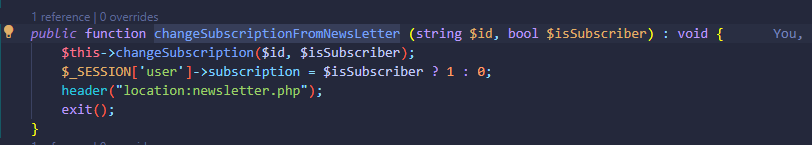 1 reference | 0 overrides
public function changeSubscriptionFromNewsLetter (string $id, bool $isSubscriber) : void { You,
$this->changeSubscription($id, $isSubscriber);
$_SESSION['user']->subscription = $isSubscriber ? 1 : 0;
header("location:newsletter.php");
exit();
}